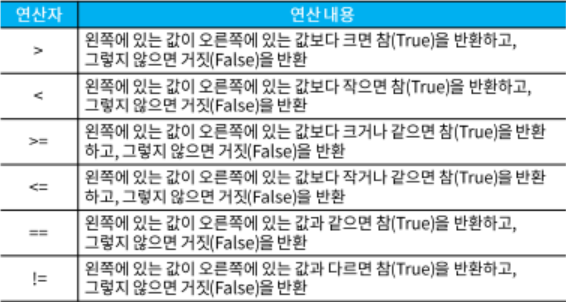 연산자 연산 내용
> 왼쪽에 있는 값이 오른쪽에 있는 값보다 크면 참(True)을 반환하고,
그렇지 않으면 거짓(False)을 반환
< 왼쪽에 있는 값이 오른쪽에 있는 값보다 작으면 참(True)을 반환하고,
그렇지 않으면 거짓(False)을 반환
>= 왼쪽에 있는 값이 오른쪽에 있는 값보다 크거나 같으면 참(True)을 반환
하고, 그렇지 않으면 거짓(False)을 반환
<= 왼쪽에 있는 값이 오른쪽에 있는 값보다 작거나 같으면 참(True)을 반환
하고, 그렇지 않으면 거짓(False)을 반환
== 왼쪽에 있는 값이 오른쪽에 있는 값과 같으면 참(True)을 반환하고,
그렇지 않으면 거짓(False)을 반환
!= 왼쪽에 있는 값이 오른쪽에 있는 값과 다르면 참(True)을 반환하고,
그렇지 않으면 거짓(False)을 반환